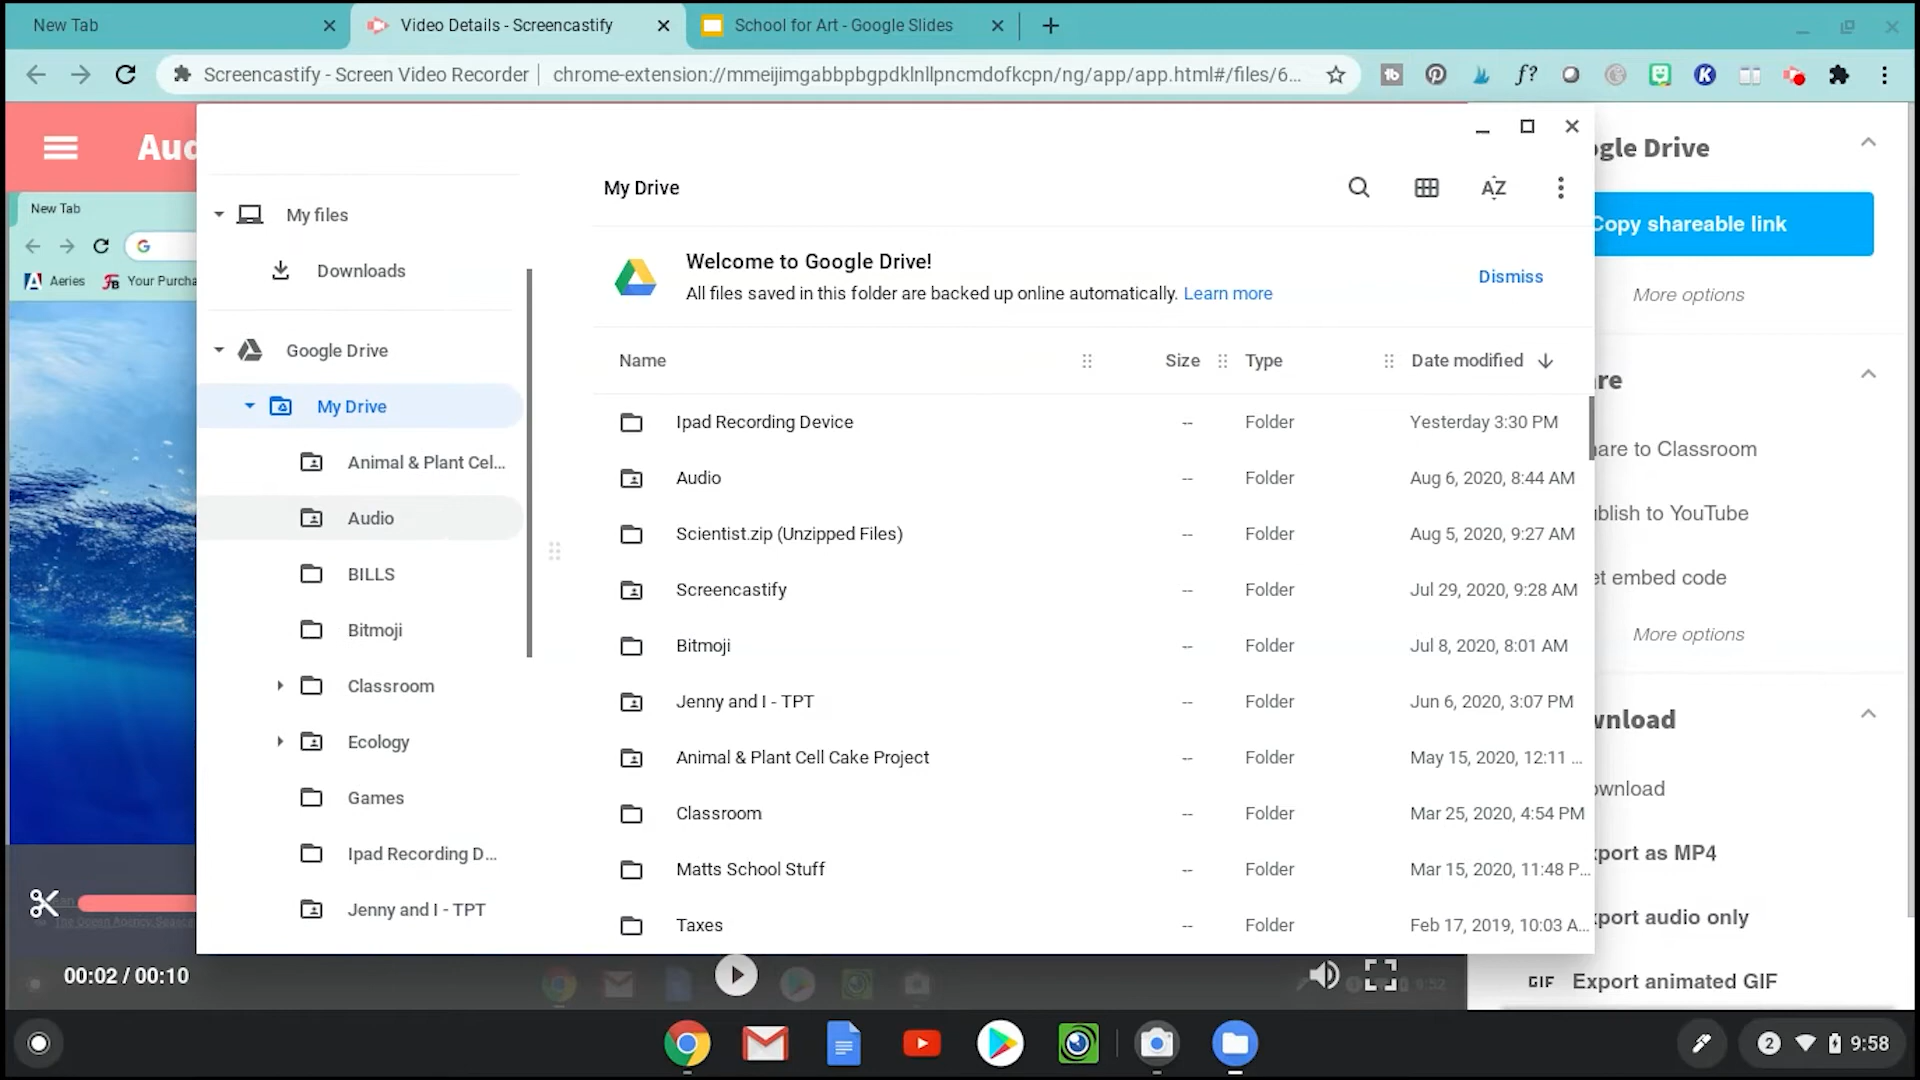 New Tab
Video Details - Screencastify
School for Art - Google Slides
Screencastify - Screen Video Recorder
chrome-extension://mmeijimgabbpbgpdklnllpncmdofkcpn/ng/app/app.html#/files/6...
Aud
New Tab
Aeries
Your Purcha
My files
Downloads
Google Drive
My Drive
Animal & Plant Cel...
Audio
BILLS
Bitmoji
Classroom
Ecology
Games
Ipad Recording D...
Jenny and I - TPT
My Drive
AZ
Welcome to Google Drive!
All files saved in this folder are backed up online automatically. Learn more
Dismiss
Name Size Type Date modified
Ipad Recording Device -- Folder Yesterday 3:30 PM
Audio -- Folder Aug 6, 2020, 8:44 AM
Scientist.zip (Unzipped Files) -- Folder Aug 5, 2020, 9:27 AM
Screencastify -- Folder Jul 29, 2020, 9:28 AM
Bitmoji -- Folder Jul 8, 2020, 8:01 AM
Jenny and I - TPT -- Folder Jun 6, 2020, 3:07 PM
Animal & Plant Cell Cake Project -- Folder May 15, 2020, 12:11 ...
Classroom -- Folder Mar 25, 2020, 4:54 PM
Matts School Stuff -- Folder Mar 15, 2020, 11:48 P...
Taxes -- Folder Feb 17, 2019, 10:03 A...
ogle Drive
Copy shareable link
More options
re
are to Classroom
blish to YouTube
et embed code
More options
wnload
ownload
port as MP4
port audio only
GIF Export animated GIF
The Ocean Agency, Seascape
00:02 / 00:10
9:52
2
9:58